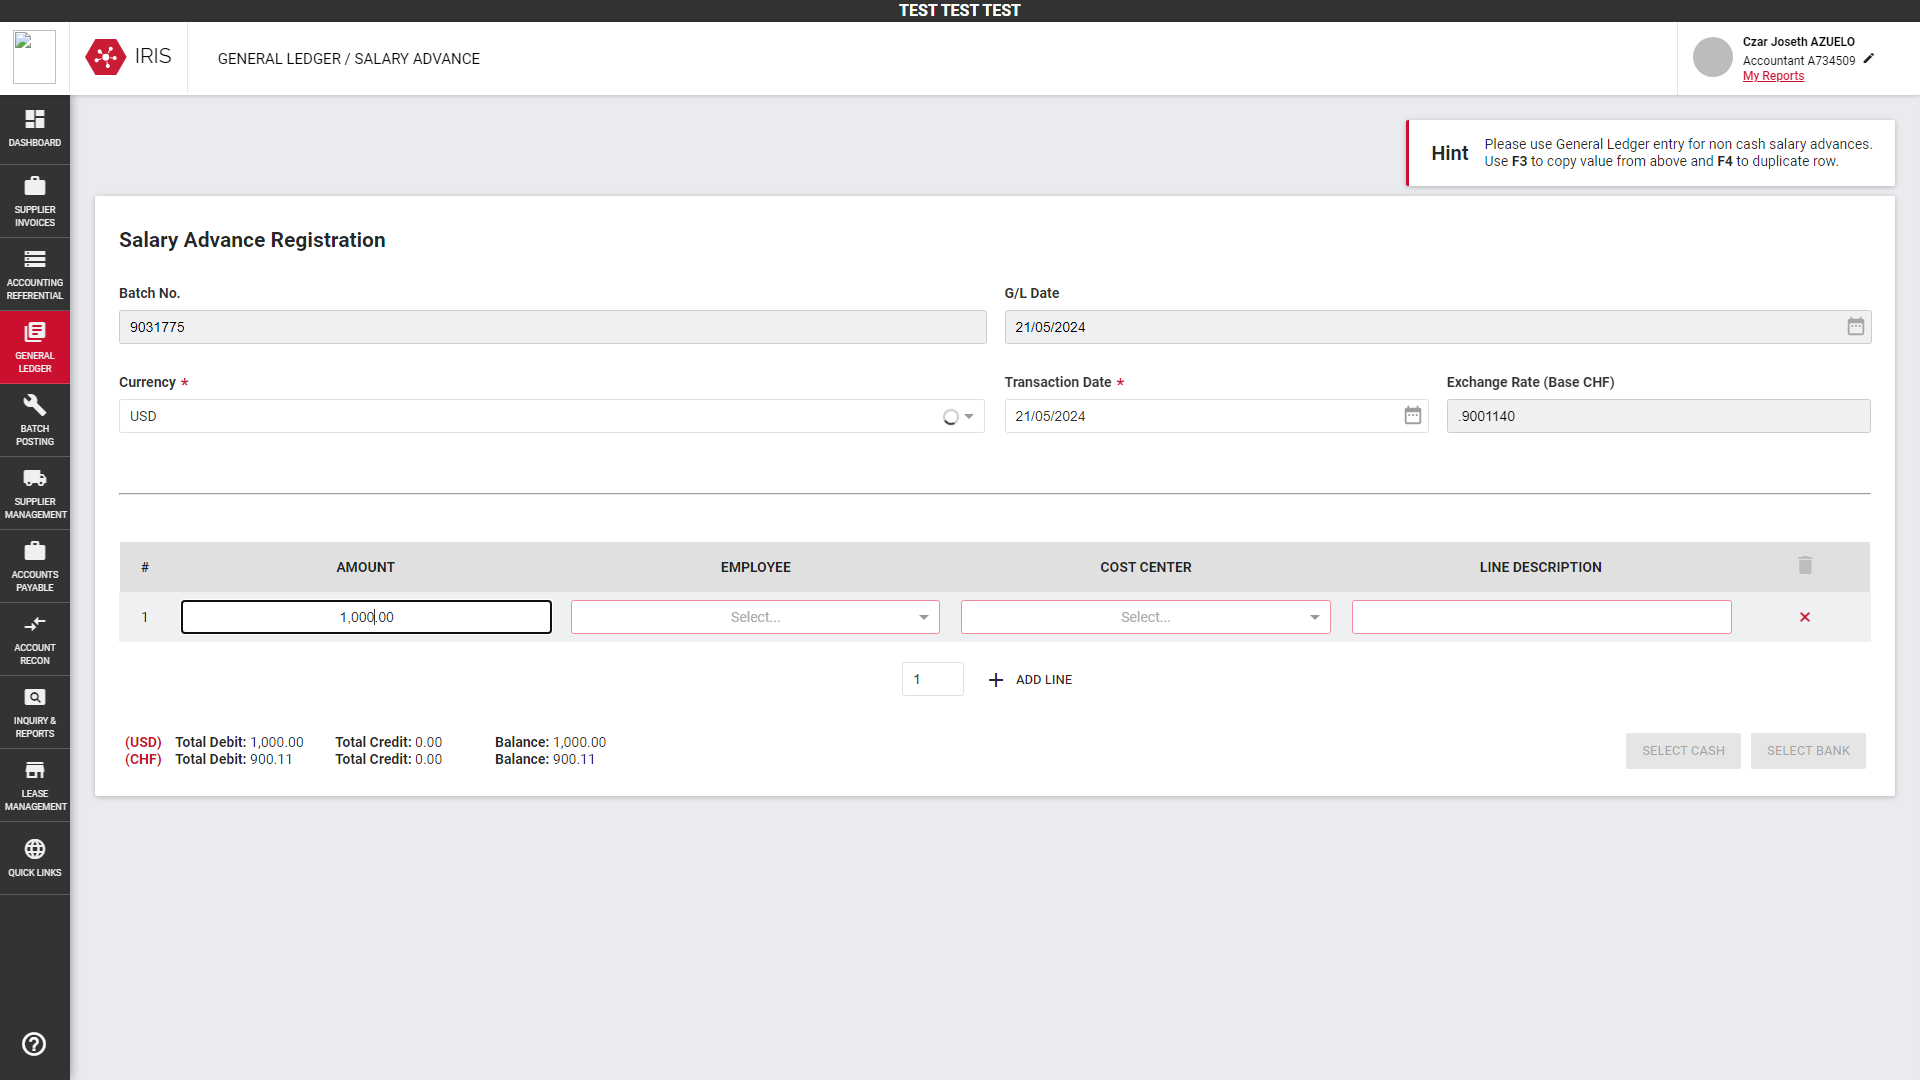 TEST TEST TEST
IRIS
GENERAL LEDGER / SALARY ADVANCE
Czar Joseth AZUELO
Accountant A734509
My Reports
DASHBOARD
SUPPLIER
INVOICES
ACCOUNTING
REFERENTIAL
GENERAL
LEDGER
BATCH
POSTING
SUPPLIER
MANAGEMENT
ACCOUNTS
PAYABLE
ACCOUNT
RECON
INQUIRY &
REPORTS
LEASE
MANAGEMENT
QUICK LINKS
Hint
Please use General Ledger entry for non cash salary advances.
Use F3 to copy value from above and F4 to duplicate row.
Salary Advance Registration
Batch No.
9031775
G/L Date
21/05/2024
Currency *
USD
Transaction Date *
21/05/2024
Exchange Rate (Base CHF)
.9001140
# AMOUNT EMPLOYEE COST CENTER LINE DESCRIPTION
1 1,000.00 Select... Select...
1 ADD LINE
(USD) Total Debit: 1,000.00 Total Credit: 0.00 Balance: 1,000.00
(CHF) Total Debit: 900.11 Total Credit: 0.00 Balance: 900.11
SELECT CASH SELECT BANK